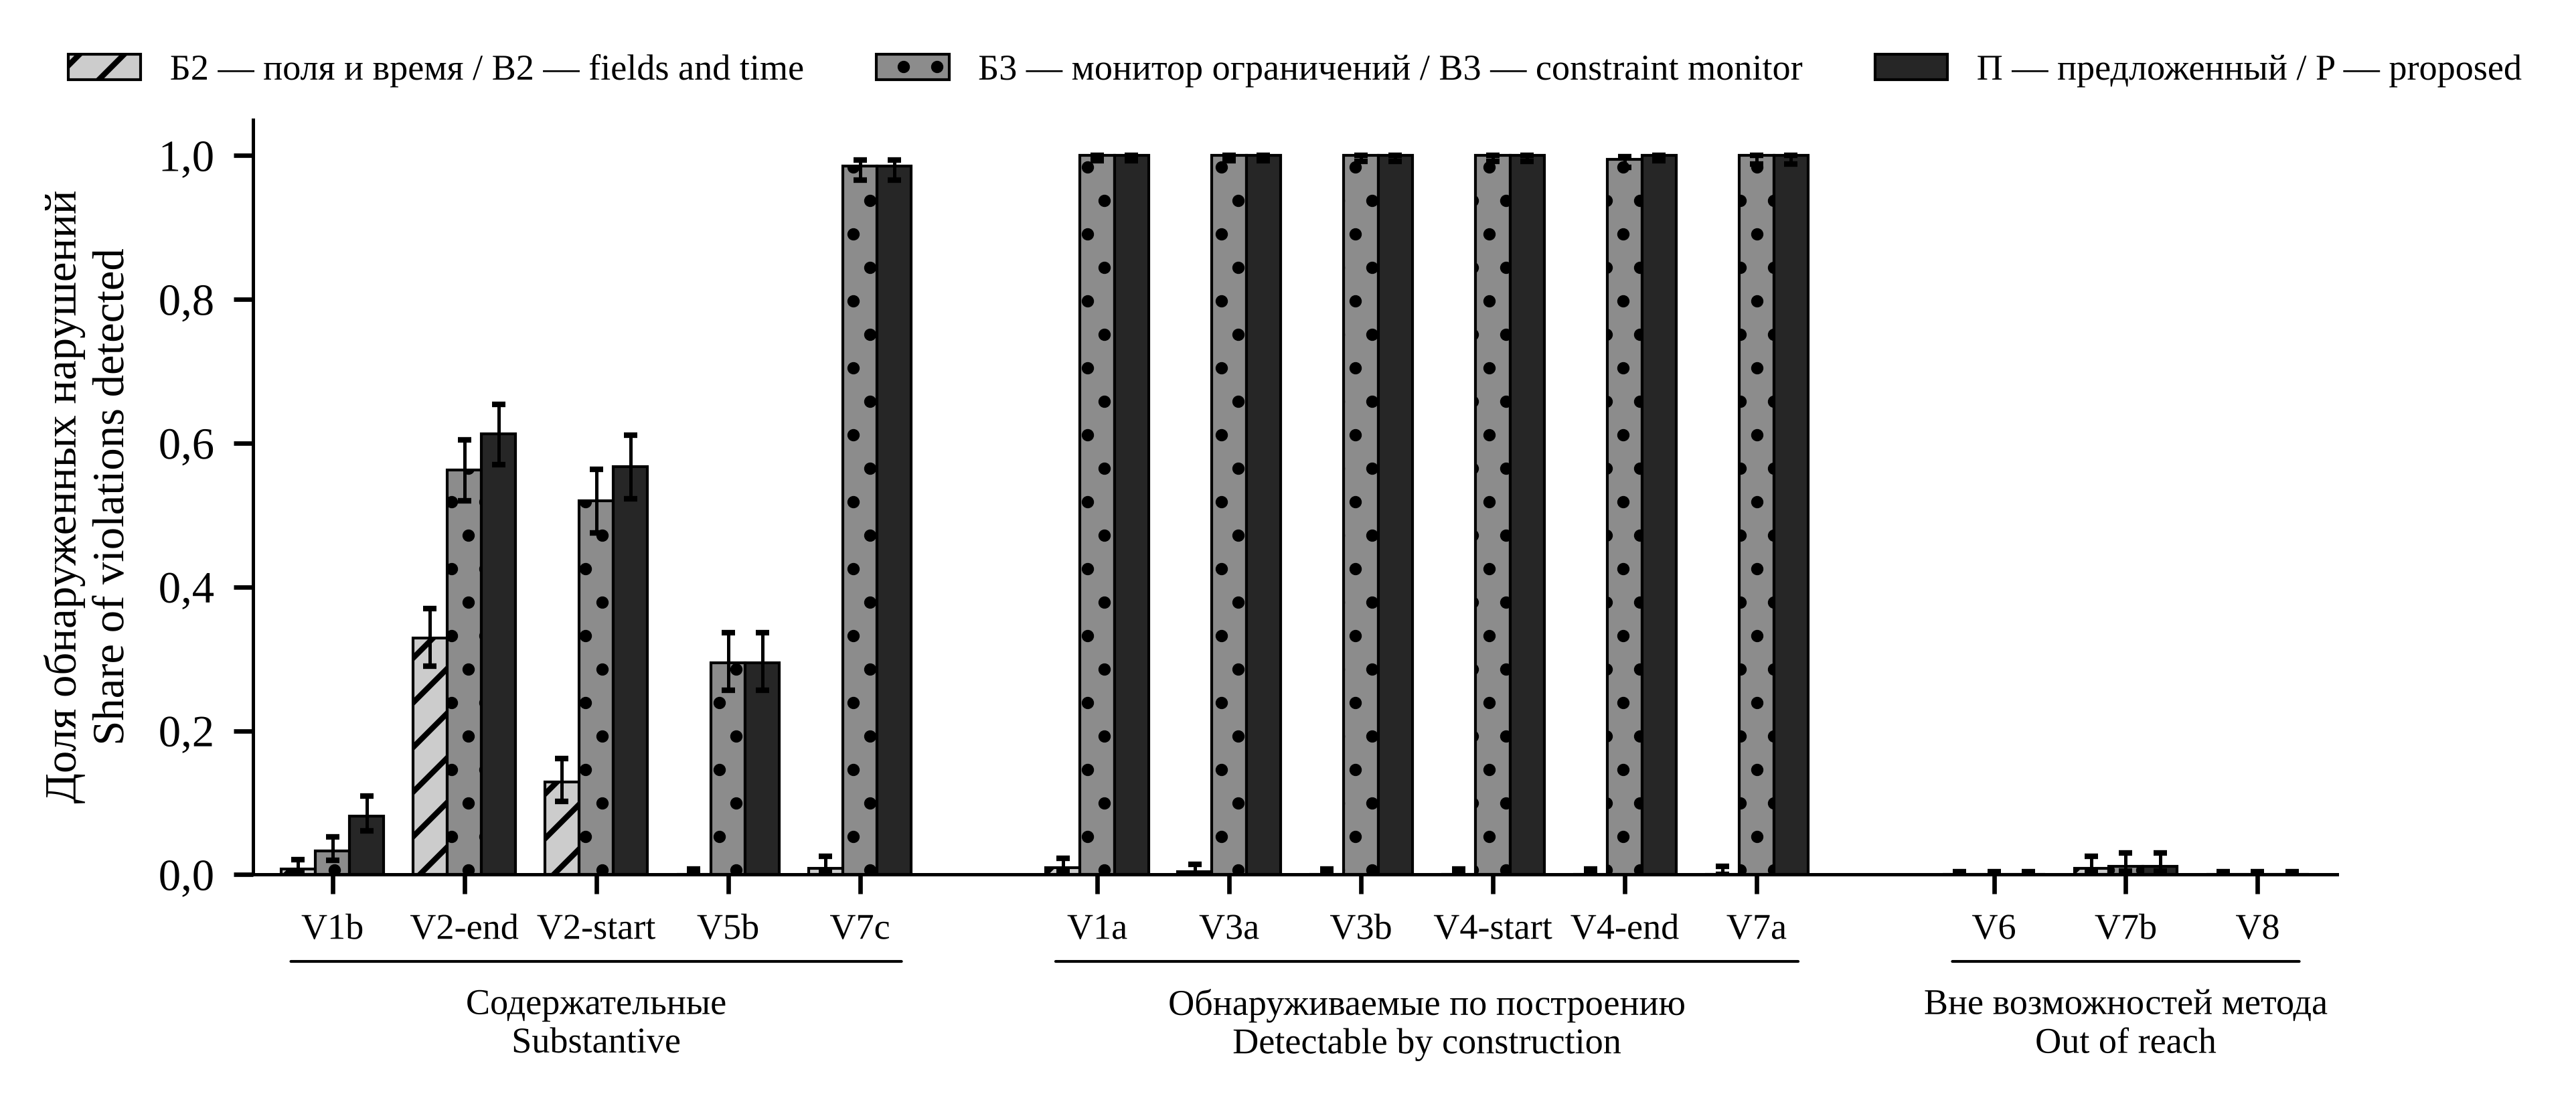 Б2 — поля и время / B2 — fields and time
Б3 — монитор ограничений / B3 — constraint monitor
П — предложенный / P — proposed
Доля обнаруженных нарушений
Share of violations detected
1,0
0,8
0,6
0,4
0,2
0,0
V1b V2-end V2-start V5b V7c V1a V3a V3b V4-start V4-end V7a V6 V7b V8
Содержательные
Substantive
Обнаруживаемые по построению
Detectable by construction
Вне возможностей метода
Out of reach